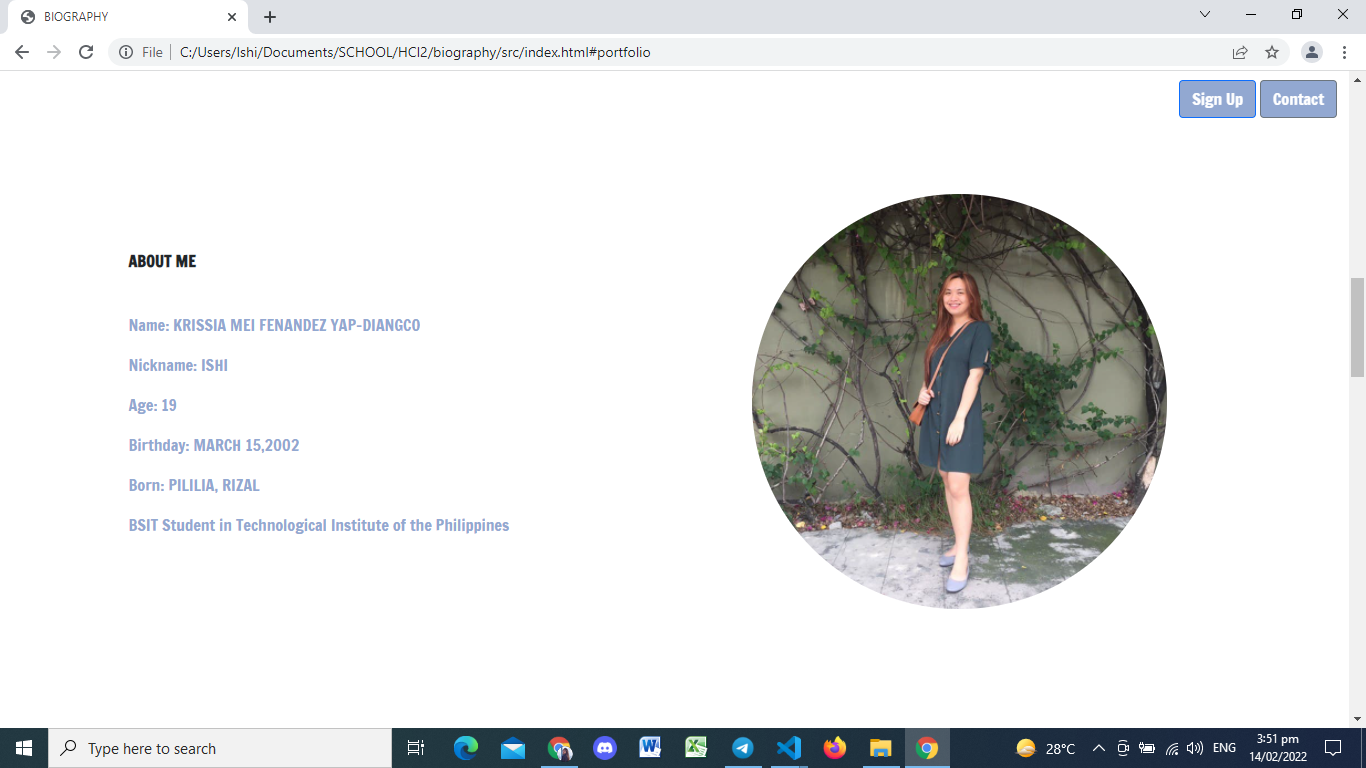 BIOGRAPHY
File
C:/Users/Ishi/Documents/SCHOOL/HCI2/biography/src/index.html#portfolio
Sign Up
Contact
ABOUT ME
Name: KRISSIA MEI FENANDEZ YAP-DIANGCO
Nickname: ISHI
Age: 19
Birthday: MARCH 15,2002
Born: PILILIA, RIZAL
BSIT Student in Technological Institute of the Philippines
Type here to search
28°C
ENG
3:51 pm
14/02/2022